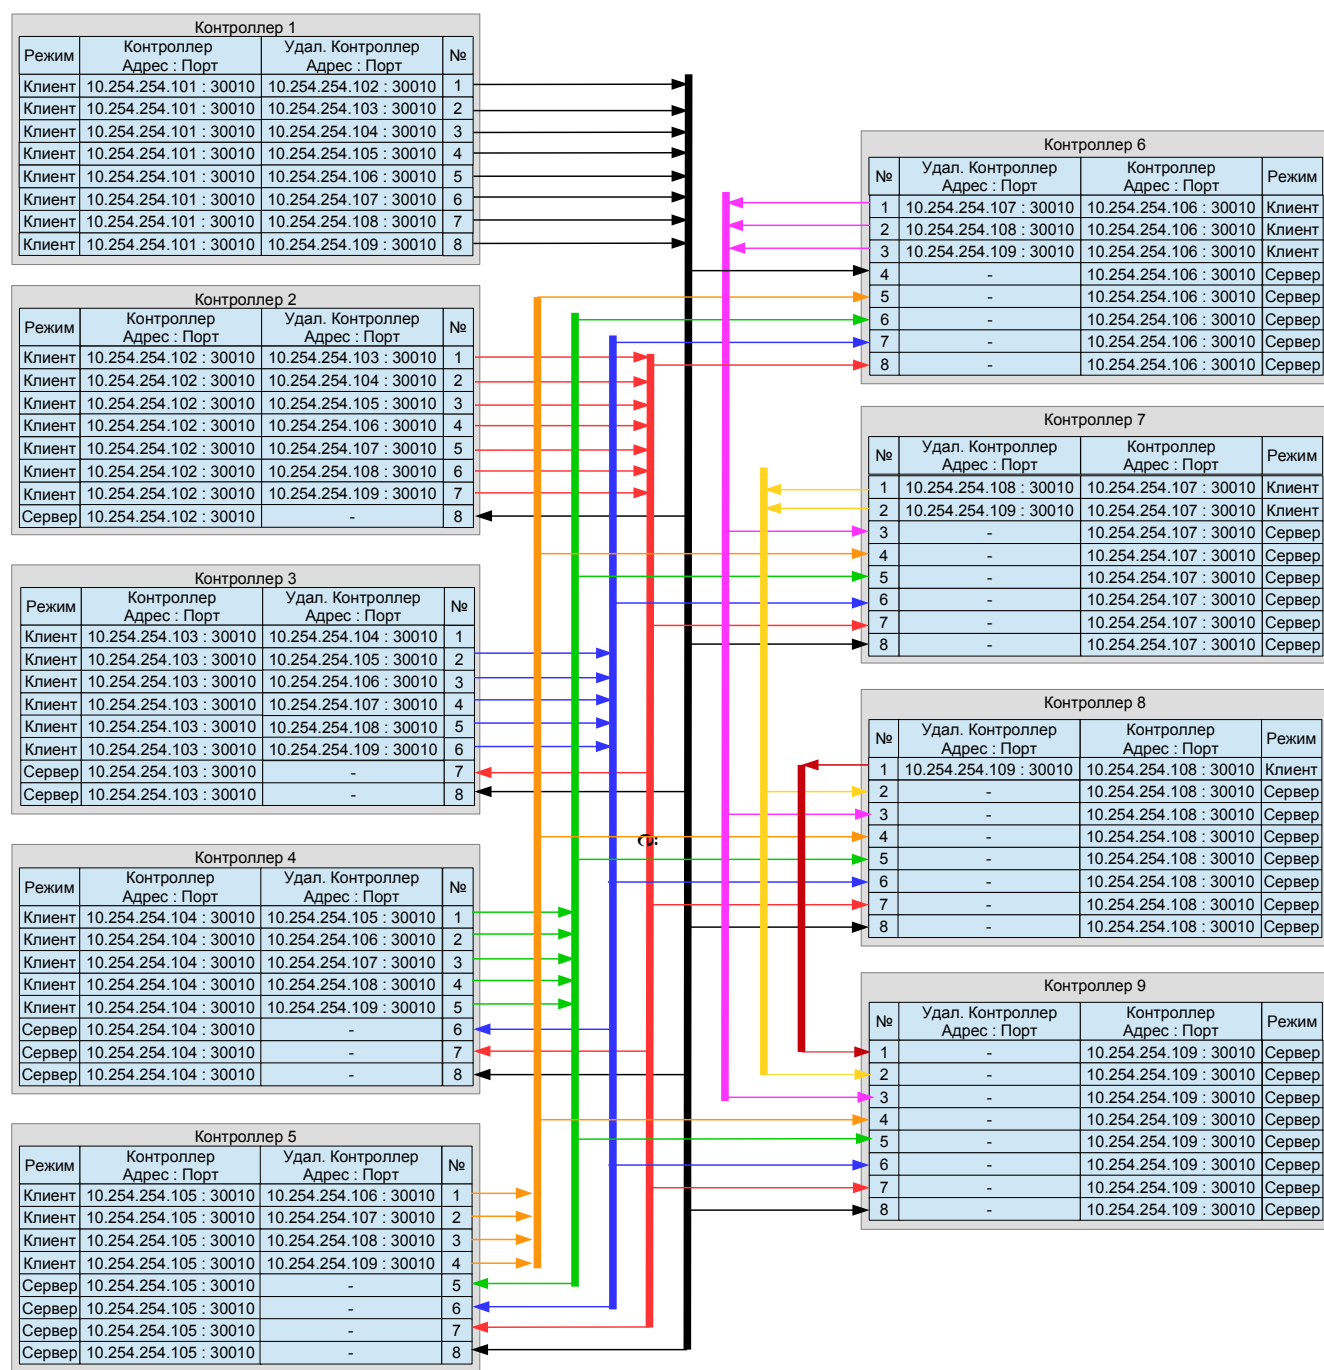 Контроллер 1
Режим Контроллер Адрес : Порт Удал. Контроллер Адрес : Порт №
Клиент 10.254.254.101 : 30010 10.254.254.102 : 30010 1
Клиент 10.254.254.101 : 30010 10.254.254.103 : 30010 2
Клиент 10.254.254.101 : 30010 10.254.254.104 : 30010 3
Клиент 10.254.254.101 : 30010 10.254.254.105 : 30010 4
Клиент 10.254.254.101 : 30010 10.254.254.106 : 30010 5
Клиент 10.254.254.101 : 30010 10.254.254.107 : 30010 6
Клиент 10.254.254.101 : 30010 10.254.254.108 : 30010 7
Клиент 10.254.254.101 : 30010 10.254.254.109 : 30010 8
Контроллер 2
Режим Контроллер Адрес : Порт Удал. Контроллер Адрес : Порт №
Клиент 10.254.254.102 : 30010 10.254.254.103 : 30010 1
Клиент 10.254.254.102 : 30010 10.254.254.104 : 30010 2
Клиент 10.254.254.102 : 30010 10.254.254.105 : 30010 3
Клиент 10.254.254.102 : 30010 10.254.254.106 : 30010 4
Клиент 10.254.254.102 : 30010 10.254.254.107 : 30010 5
Клиент 10.254.254.102 : 30010 10.254.254.108 : 30010 6
Клиент 10.254.254.102 : 30010 10.254.254.109 : 30010 7
Сервер 10.254.254.102 : 30010 - 8
Контроллер 3
Режим Контроллер Адрес : Порт Удал. Контроллер Адрес : Порт №
Клиент 10.254.254.103 : 30010 10.254.254.104 : 30010 1
Клиент 10.254.254.103 : 30010 10.254.254.105 : 30010 2
Клиент 10.254.254.103 : 30010 10.254.254.106 : 30010 3
Клиент 10.254.254.103 : 30010 10.254.254.107 : 30010 4
Клиент 10.254.254.103 : 30010 10.254.254.108 : 30010 5
Клиент 10.254.254.103 : 30010 10.254.254.109 : 30010 6
Сервер 10.254.254.103 : 30010 - 7
Сервер 10.254.254.103 : 30010 - 8
Контроллер 4
Режим Контроллер Адрес : Порт Удал. Контроллер Адрес : Порт №
Клиент 10.254.254.104 : 30010 10.254.254.105 : 30010 1
Клиент 10.254.254.104 : 30010 10.254.254.106 : 30010 2
Клиент 10.254.254.104 : 30010 10.254.254.107 : 30010 3
Клиент 10.254.254.104 : 30010 10.254.254.108 : 30010 4
Клиент 10.254.254.104 : 30010 10.254.254.109 : 30010 5
Сервер 10.254.254.104 : 30010 - 6
Сервер 10.254.254.104 : 30010 - 7
Сервер 10.254.254.104 : 30010 - 8
Контроллер 5
Режим Контроллер Адрес : Порт Удал. Контроллер Адрес : Порт №
Клиент 10.254.254.105 : 30010 10.254.254.106 : 30010 1
Клиент 10.254.254.105 : 30010 10.254.254.107 : 30010 2
Клиент 10.254.254.105 : 30010 10.254.254.108 : 30010 3
Клиент 10.254.254.105 : 30010 10.254.254.109 : 30010 4
Сервер 10.254.254.105 : 30010 - 5
Сервер 10.254.254.105 : 30010 - 6
Сервер 10.254.254.105 : 30010 - 7
Сервер 10.254.254.105 : 30010 - 8
Контроллер 6
№ Удал. Контроллер Адрес : Порт Контроллер Адрес : Порт Режим
1 10.254.254.107 : 30010 10.254.254.106 : 30010 Клиент
2 10.254.254.108 : 30010 10.254.254.106 : 30010 Клиент
3 10.254.254.109 : 30010 10.254.254.106 : 30010 Клиент
4 - 10.254.254.106 : 30010 Сервер
5 - 10.254.254.106 : 30010 Сервер
6 - 10.254.254.106 : 30010 Сервер
7 - 10.254.254.106 : 30010 Сервер
8 - 10.254.254.106 : 30010 Сервер
Контроллер 7
№ Удал. Контроллер Адрес : Порт Контроллер Адрес : Порт Режим
1 10.254.254.108 : 30010 10.254.254.107 : 30010 Клиент
2 10.254.254.109 : 30010 10.254.254.107 : 30010 Клиент
3 - 10.254.254.107 : 30010 Сервер
4 - 10.254.254.107 : 30010 Сервер
5 - 10.254.254.107 : 30010 Сервер
6 - 10.254.254.107 : 30010 Сервер
7 - 10.254.254.107 : 30010 Сервер
8 - 10.254.254.107 : 30010 Сервер
Контроллер 8
№ Удал. Контроллер Адрес : Порт Контроллер Адрес : Порт Режим
1 10.254.254.109 : 30010 10.254.254.108 : 30010 Клиент
2 - 10.254.254.108 : 30010 Сервер
3 - 10.254.254.108 : 30010 Сервер
4 - 10.254.254.108 : 30010 Сервер
5 - 10.254.254.108 : 30010 Сервер
6 - 10.254.254.108 : 30010 Сервер
7 - 10.254.254.108 : 30010 Сервер
8 - 10.254.254.108 : 30010 Сервер
Контроллер 9
№ Удал. Контроллер Адрес : Порт Контроллер Адрес : Порт Режим
1 - 10.254.254.109 : 30010 Сервер
2 - 10.254.254.109 : 30010 Сервер
3 - 10.254.254.109 : 30010 Сервер
4 - 10.254.254.109 : 30010 Сервер
5 - 10.254.254.109 : 30010 Сервер
6 - 10.254.254.109 : 30010 Сервер
7 - 10.254.254.109 : 30010 Сервер
8 - 10.254.254.109 : 30010 Сервер